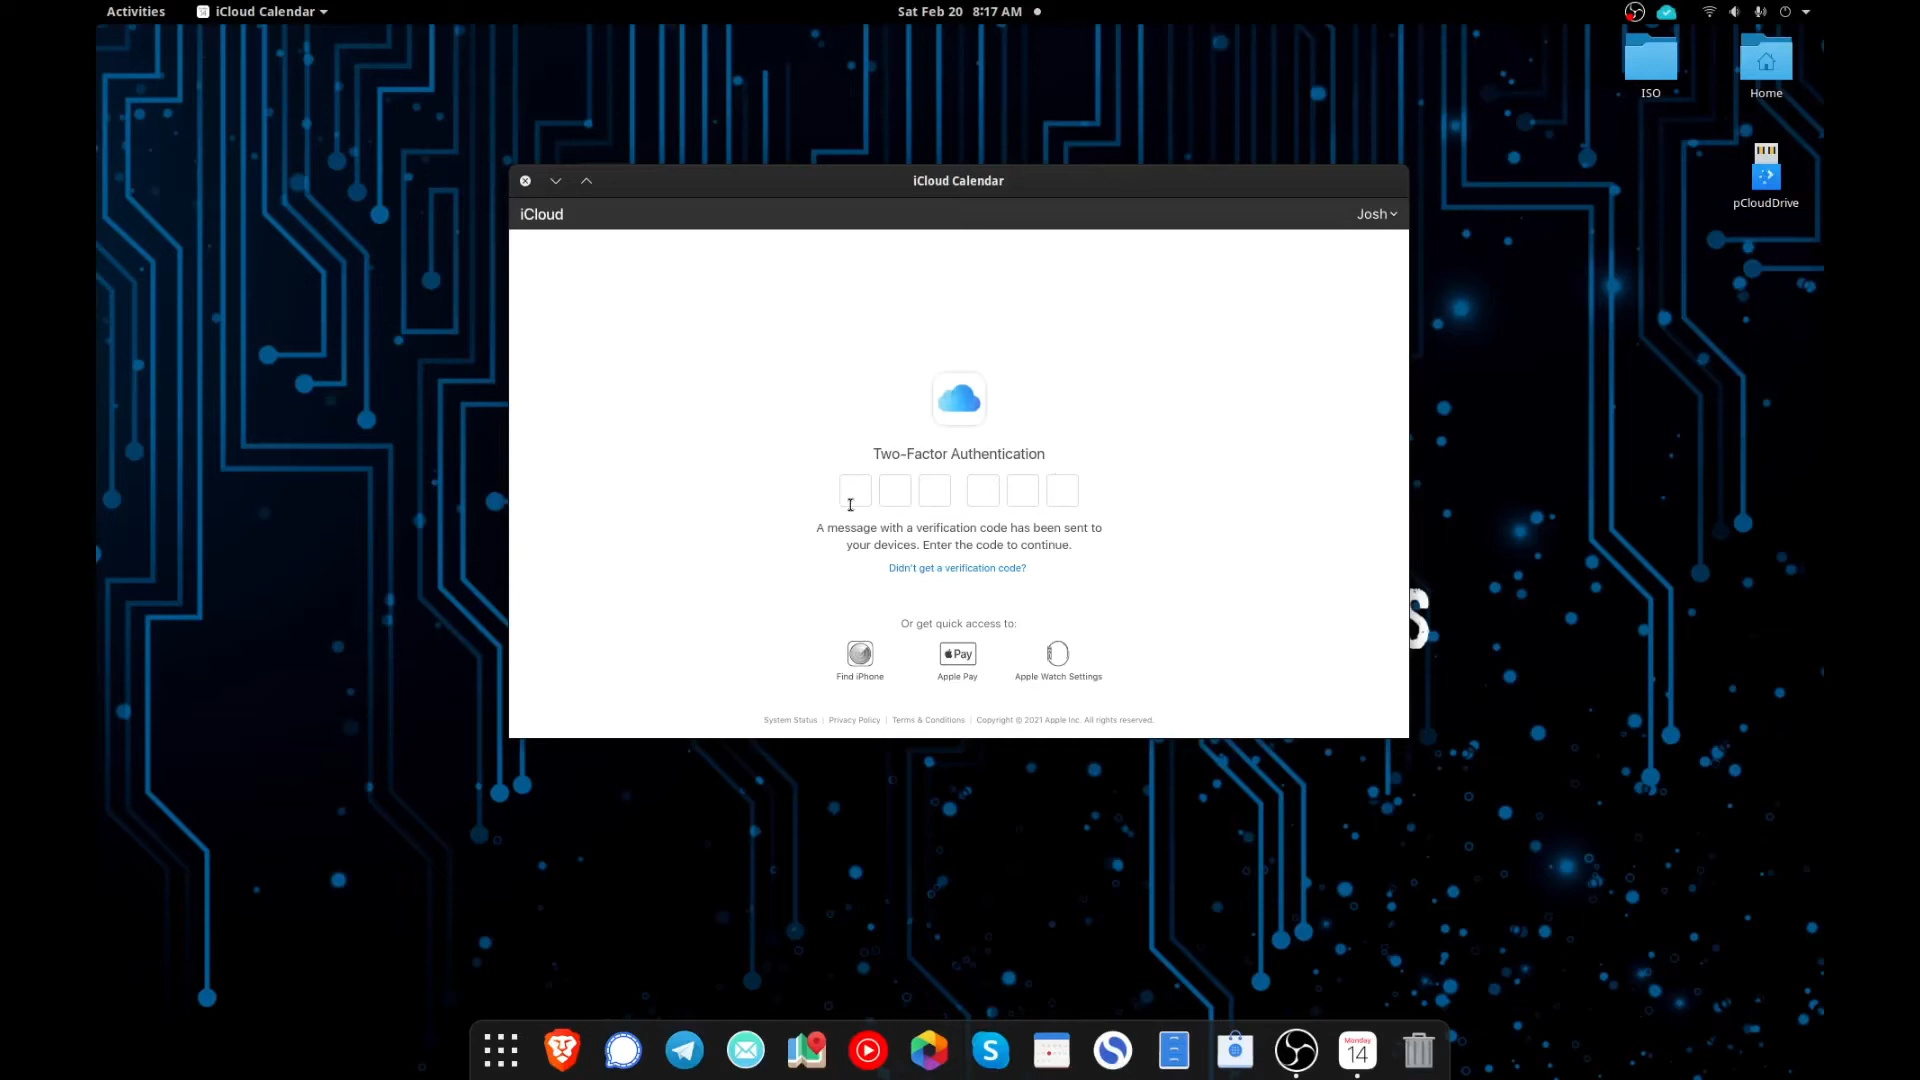 Activities
iCloud Calendar
Sat Feb 20 8:17 AM
ISO
Home
pCloudDrive
iCloud Calendar
iCloud
Josh
Two-Factor Authentication
A message with a verification code has been sent to
your devices. Enter the code to continue.
Didn't get a verification code?
Or get quick access to:
Pay
Find iPhone
Apple Pay
Apple Watch Settings
System Status | Privacy Policy | Terms & Conditions | Copyright © 2021 Apple Inc. All rights reserved.
S
S
Monday
14